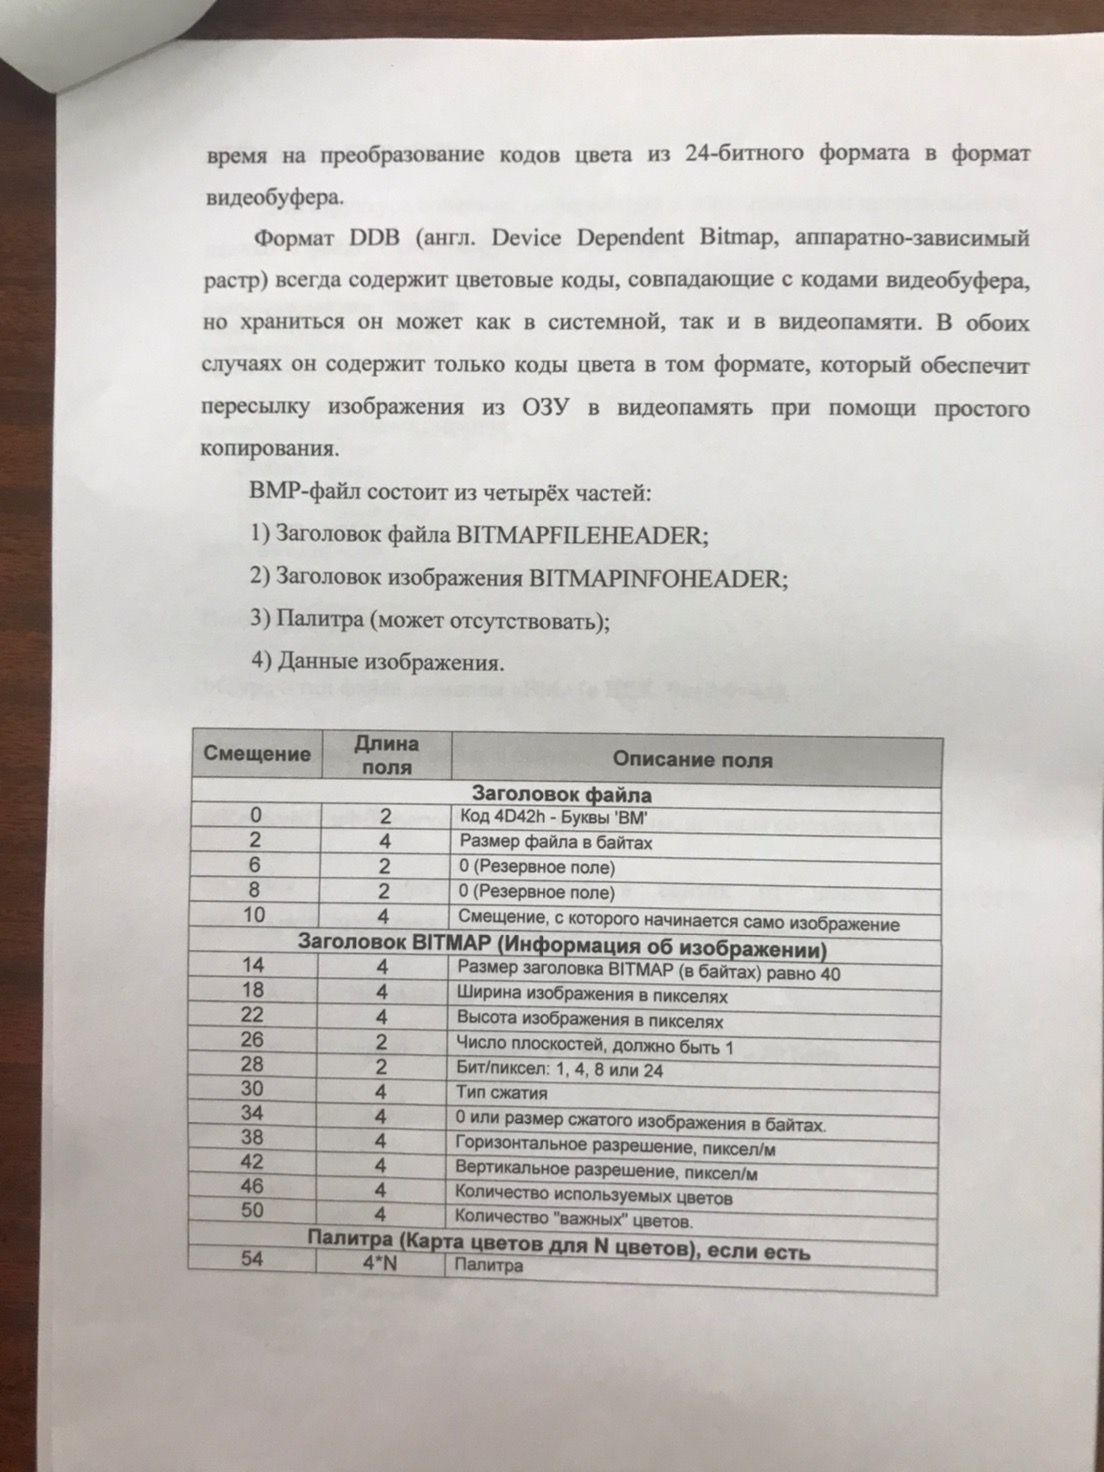 время на преобразование кодов цвета из 24-битного формата в формат
видеобуфера.
Формат DDB (англ. Device Dependent Bitmap, аппаратно-зависимый
растр) всегда содержит цветовые коды, совпадающие с кодами видеобуфера,
но храниться он может как в системной, так и в видеопамяти. В обоих
случаях он содержит только коды цвета в том формате, который обеспечит
пересылку изображения из ОЗУ в видеопамять при помощи простого
копирования.
BMP-файл состоит из четырёх частей:
1) Заголовок файла BITMAPFILEHEADER;
2) Заголовок изображения BITMAPINFOHEADER;
3) Палитра (может отсутствовать);
4) Данные изображения.
Смещение Длина поля Описание поля
Заголовок файла
0 2 Код 4D42h - Буквы 'BM'
2 4 Размер файла в байтах
6 2 0 (Резервное поле)
8 2 0 (Резервное поле)
10 4 Смещение, с которого начинается само изображение
Заголовок BITMAP (Информация об изображении)
14 4 Размер заголовка BITMAP (в байтах) равно 40
18 4 Ширина изображения в пикселях
22 4 Высота изображения в пикселях
26 2 Число плоскостей, должно быть 1
28 2 Бит/пиксел: 1, 4, 8 или 24
30 4 Тип сжатия
34 4 0 или размер сжатого изображения в байтах.
38 4 Горизонтальное разрешение, пиксел/м
42 4 Вертикальное разрешение, пиксел/м
46 4 Количество используемых цветов
50 4 Количество "важных" цветов.
Палитра (Карта цветов для N цветов), если есть
54 4*N Палитра